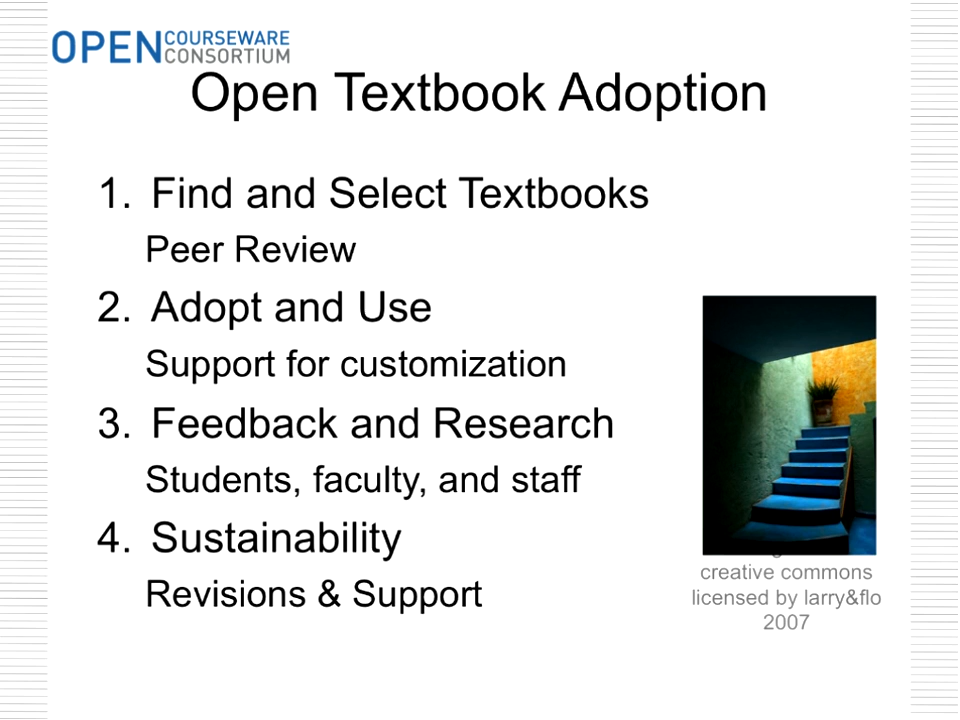 OPEN COURSEWARE
CONSORTIUM
Open Textbook Adoption
1. Find and Select Textbooks
Peer Review
2. Adopt and Use
Support for customization
3. Feedback and Research
Students, faculty, and staff
4. Sustainability
Revisions & Support
creative commons
licensed by larry&flo
2007